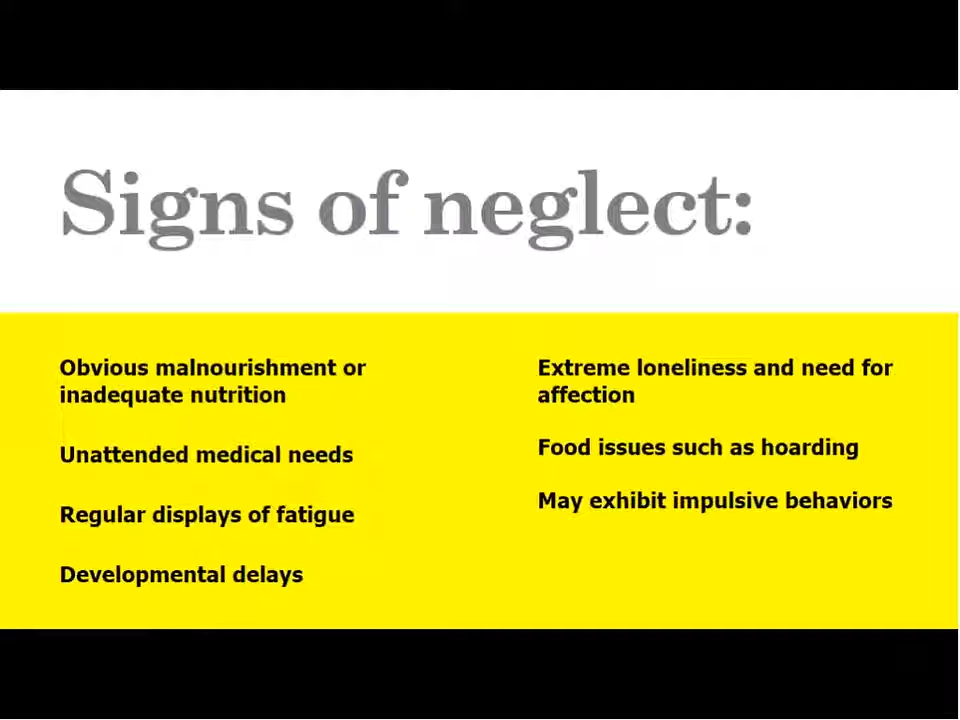 Signs of neglect:
Obvious malnourishment or
inadequate nutrition
Unattended medical needs
Regular displays of fatigue
Developmental delays
Extreme loneliness and need for
affection
Food issues such as hoarding
May exhibit impulsive behaviors